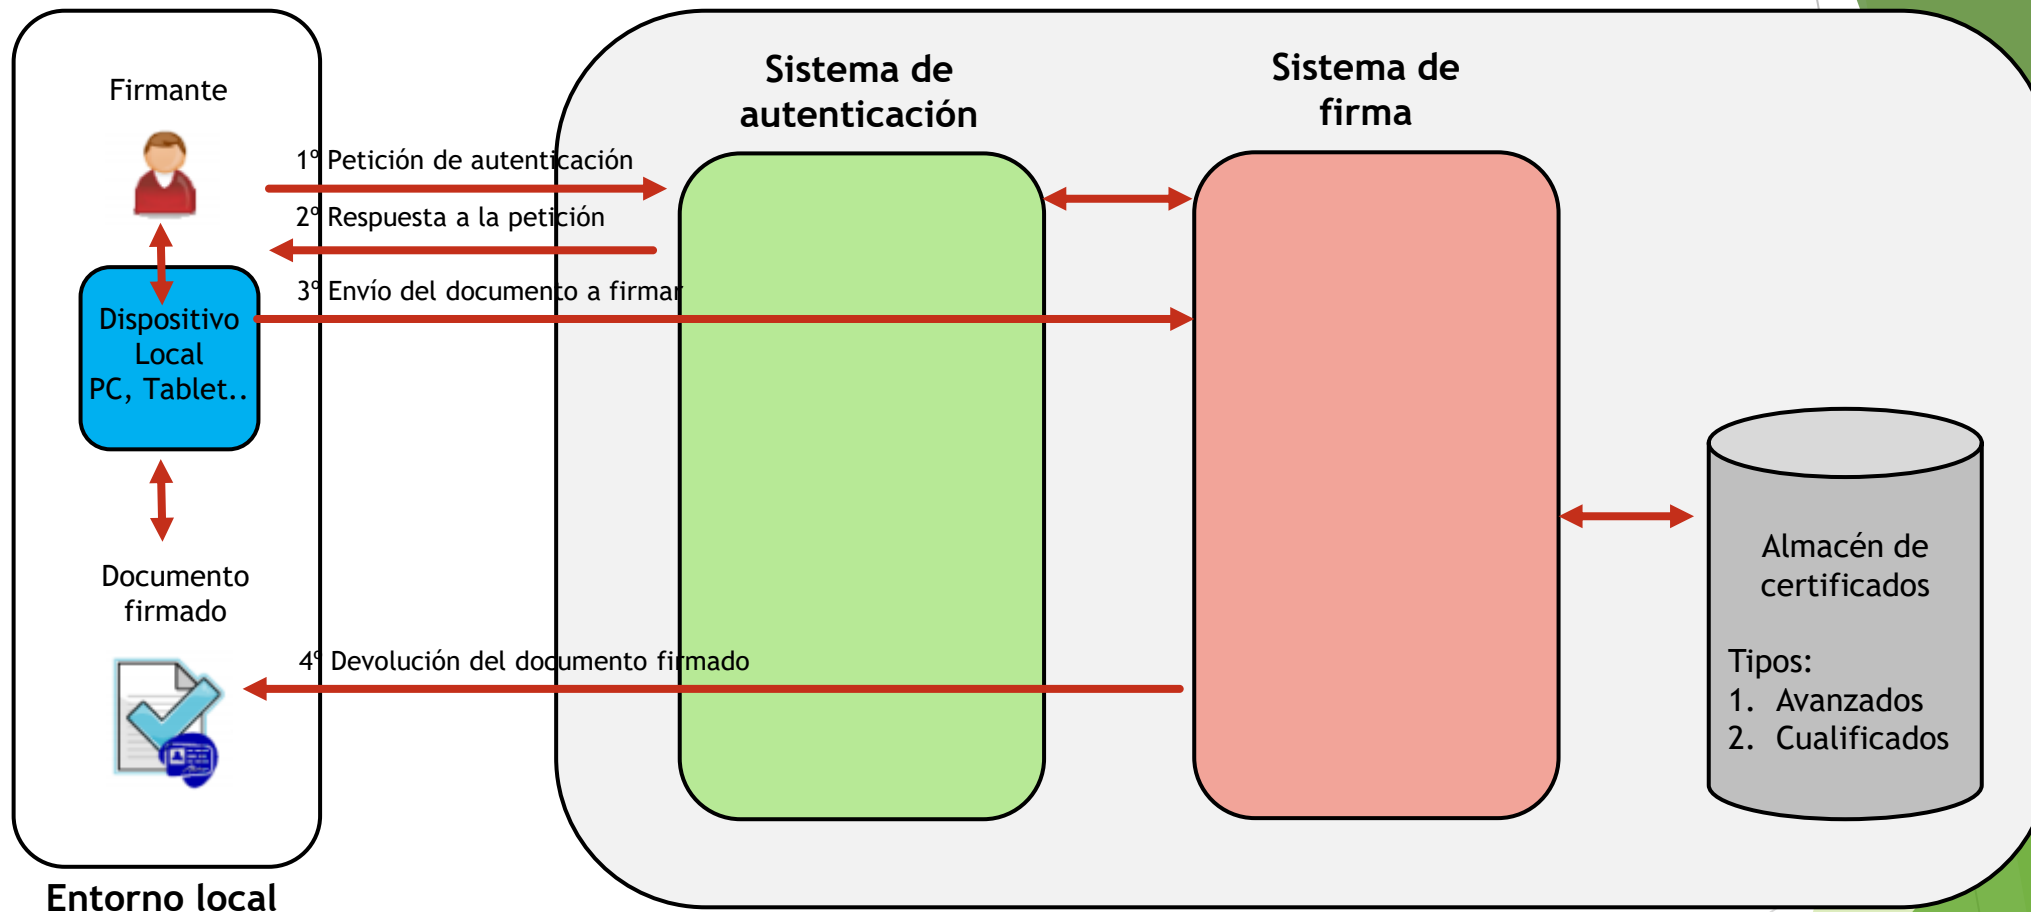 Firmante
Dispositivo
Local
PC, Tablet..
Documento
firmado
Entorno local
1º Petición de autenticación
2º Respuesta a la petición
3º Envío del documento a firmar
4º Devolución del documento firmado
Sistema de
autenticación
Sistema de
firma
Almacén de
certificados
Tipos:
1. Avanzados
2. Cualificados